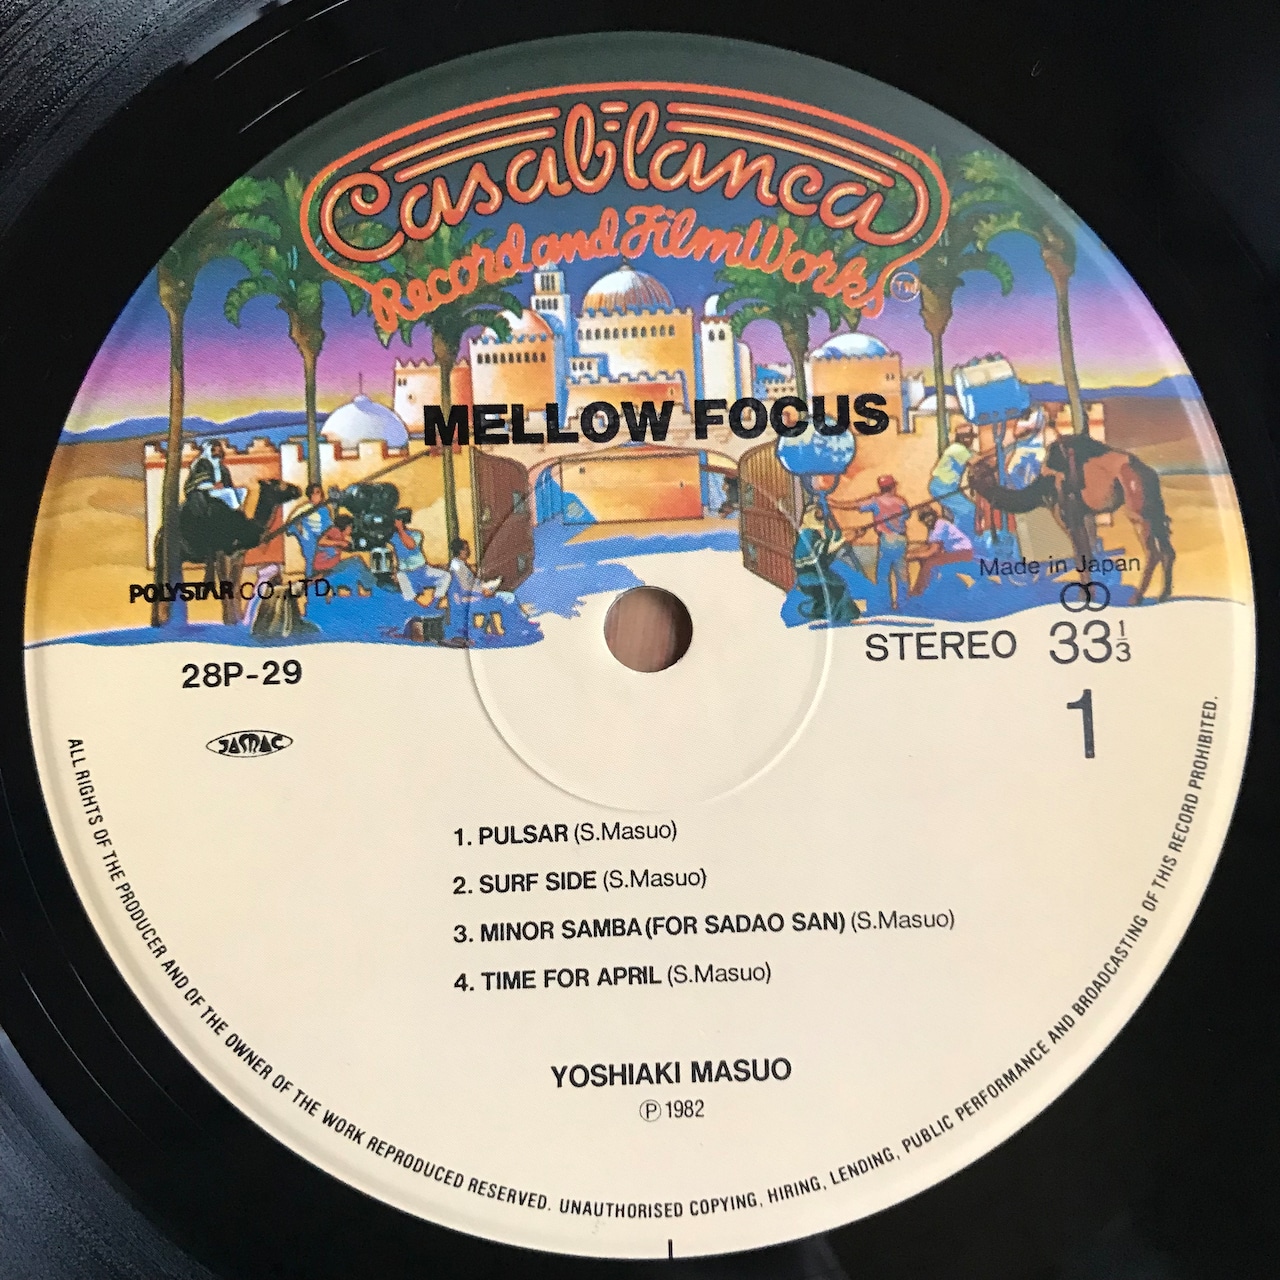 Casablanca
Record and FilmWorks TM
MELLOW FOCUS
POLYSTAR CO., LTD.
Made in Japan
28P-29
STEREO 33 1/3
JASRAC
1
1. PULSAR (S.Masuo)
2. SURF SIDE (S.Masuo)
3. MINOR SAMBA (FOR SADAO SAN) (S.Masuo)
4. TIME FOR APRIL (S.Masuo)
YOSHIAKI MASUO
Ⓟ 1982
ALL RIGHTS OF THE PRODUCER AND OF THE OWNER OF THE WORK REPRODUCED RESERVED. UNAUTHORISED COPYING, HIRING, LENDING, PUBLIC PERFORMANCE AND BROADCASTING OF THIS RECORD PROHIBITED.